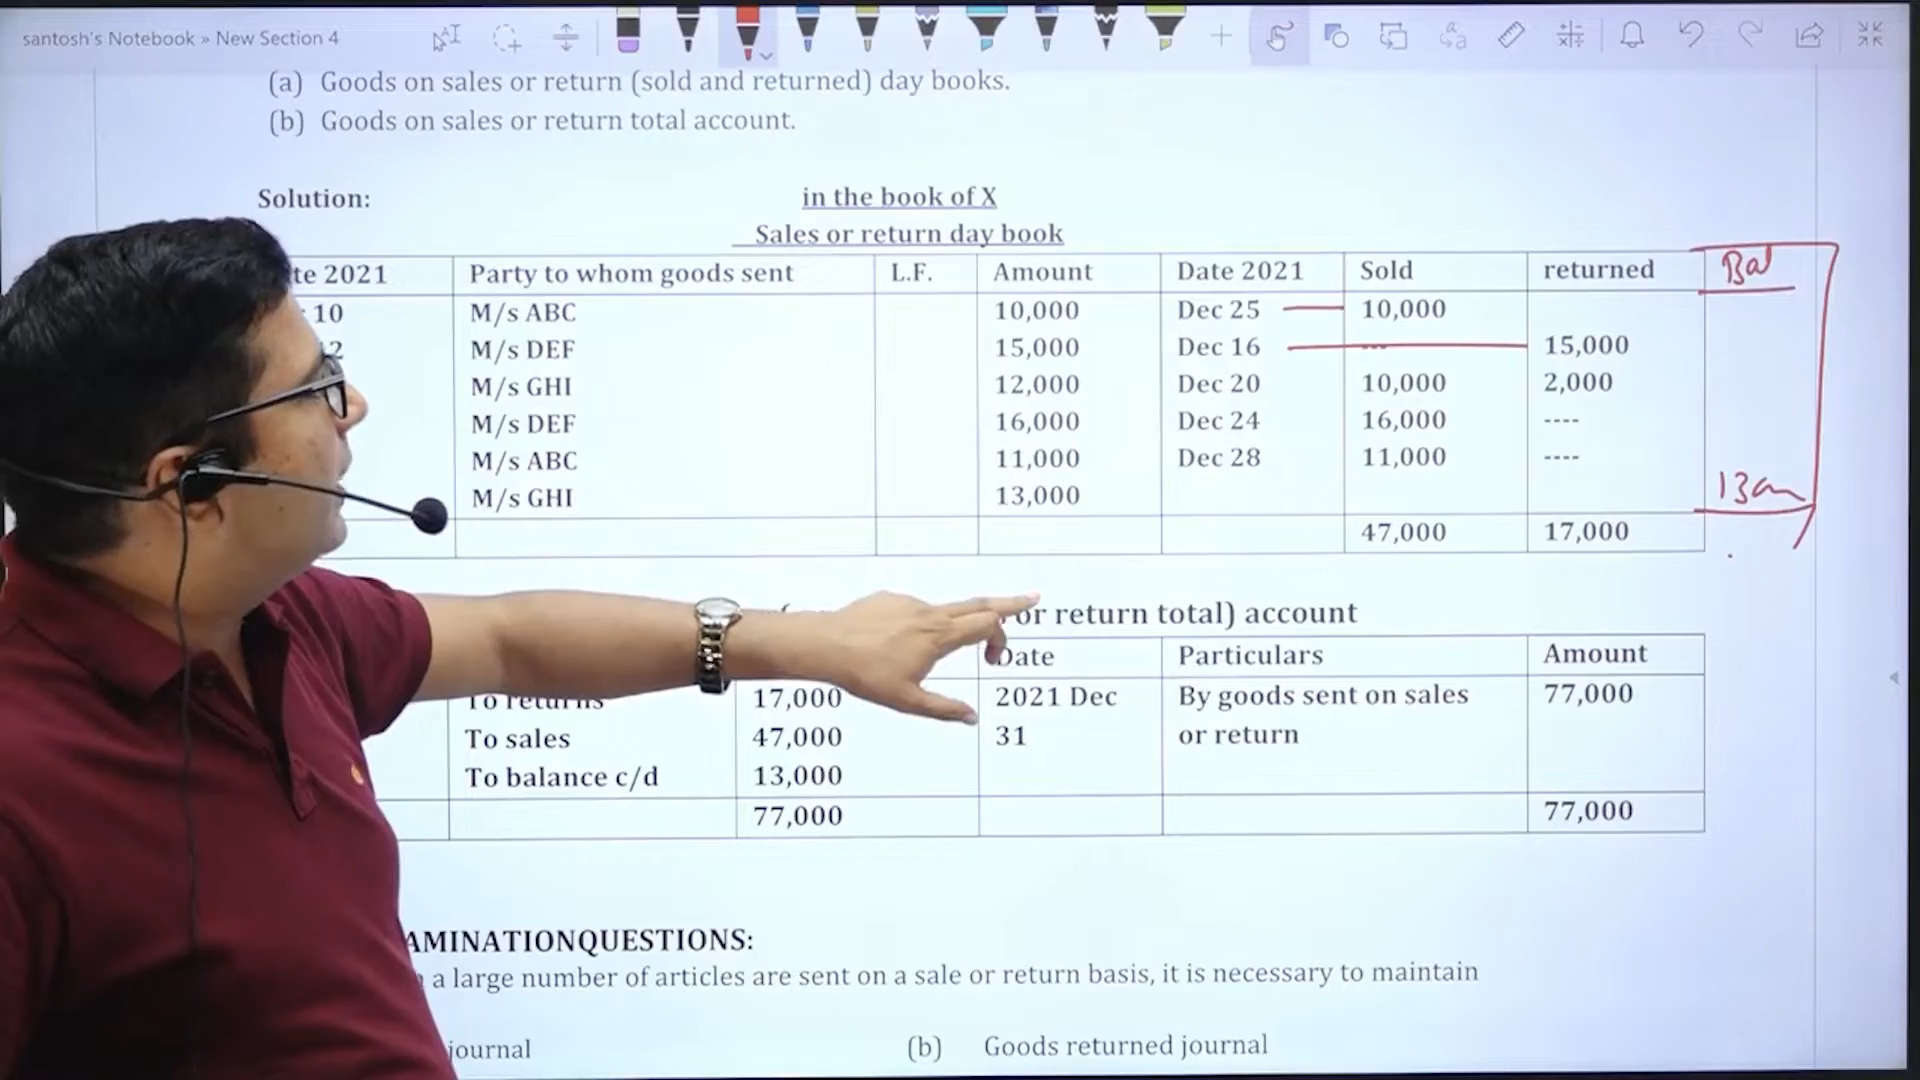 santosh's Notebook » New Section 4
(a) Goods on sales or return (sold and returned) day books.
(b) Goods on sales or return total account.
Solution: in the book of X
Sales or return day book
te 2021 Party to whom goods sent L.F. Amount Date 2021 Sold returned Bal
10 M/s ABC 10,000 Dec 25 10,000
2 M/s DEF 15,000 Dec 16 --- 15,000
M/s GHI 12,000 Dec 20 10,000 2,000
M/s DEF 16,000 Dec 24 16,000 ----
M/s ABC 11,000 Dec 28 11,000 ----
M/s GHI 13,000
47,000 17,000
or return total) account
Date Particulars Amount
To returns 17,000 2021 Dec By goods sent on sales 77,000
To sales 47,000 31 or return
To balance c/d 13,000
77,000 77,000
AMINATIONQUESTIONS:
a large number of articles are sent on a sale or return basis, it is necessary to maintain
journal (b) Goods returned journal